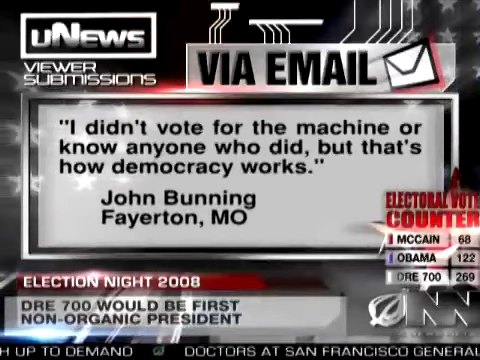 uNEWS
VIEWER
SUBMISSIONS
VIA EMAIL
"I didn't vote for the machine or
know anyone who did, but that's
how democracy works."
John Bunning
Fayerton, MO
ELECTORAL VOTE
COUNTER
MCCAIN 68
OBAMA 122
DRE 700 269
ELECTION NIGHT 2008
DRE 700 WOULD BE FIRST
NON-ORGANIC PRESIDENT
INN
H UP TO DEMAND DOCTORS AT SAN FRANCISCO GENERAL